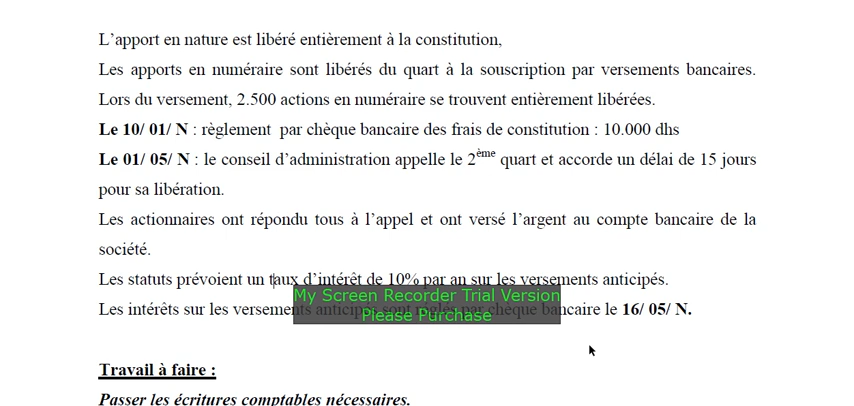 L’apport en nature est libéré entièrement à la constitution,
Les apports en numéraire sont libérés du quart à la souscription par versements bancaires.
Lors du versement, 2.500 actions en numéraire se trouvent entièrement libérées.
Le 10/ 01/ N : règlement par chèque bancaire des frais de constitution : 10.000 dhs
Le 01/ 05/ N : le conseil d’administration appelle le 2ème quart et accorde un délai de 15 jours
pour sa libération.
Les actionnaires ont répondu tous à l’appel et ont versé l’argent au compte bancaire de la
société.
Les statuts prévoient un taux d’intérêt de 10% par an sur les versements anticipés.
My Screen Recorder Trial Version
Les intérêts sur les versements anticipés sont réglés par chèque bancaire le 16/ 05/ N.
Please Purchase
Travail à faire :
Passer les écritures comptables nécessaires.